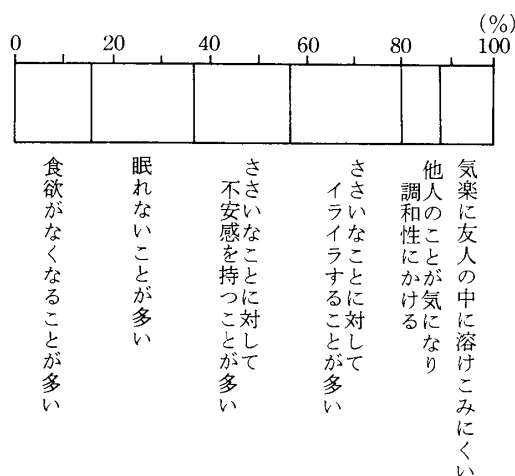 (%)
0 20 40 60 80 100
食欲がなくなることが多い
眠れないことが多い
ささいなことに対して
不安感を持つことが多い
ささいなことに対して
イライラすることが多い
他人のことが気になり
調和性にかける
気楽に友人の中に溶けこみにくい